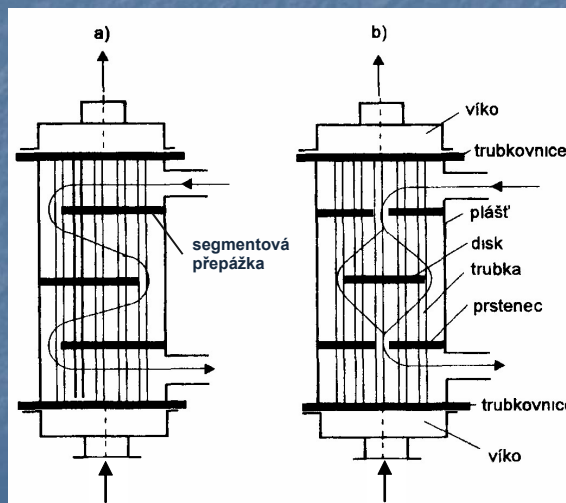 a)
b)
víko
trubkovnice
plášť
segmentová
přepážka
disk
trubka
prstenec
trubkovnice
víko